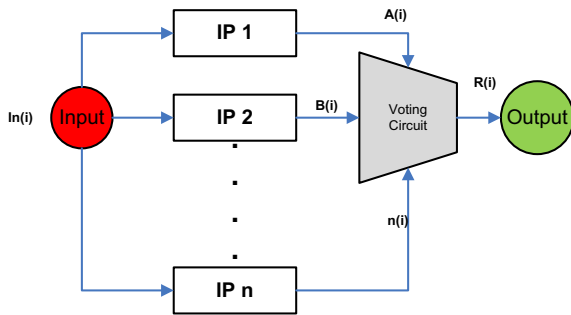 A(i)
IP 1
R(i)
In(i)
Input
IP 2
B(i)
Voting
Circuit
Output
n(i)
IP n